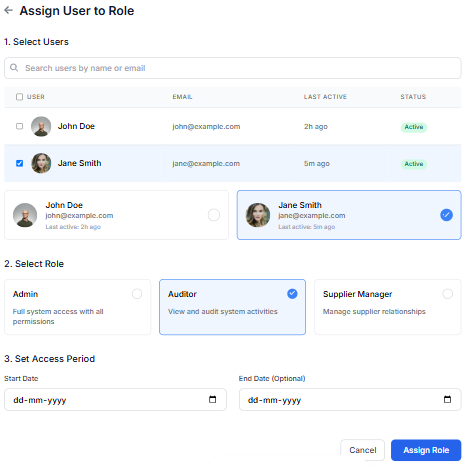 Assign User to Role
1. Select Users
Search users by name or email
USER EMAIL LAST ACTIVE STATUS
John Doe john@example.com 2h ago Active
Jane Smith jane@example.com 5m ago Active
John Doe
john@example.com
Last active: 2h ago
Jane Smith
jane@example.com
Last active: 5m ago
2. Select Role
Admin
Full system access with all
permissions
Auditor
View and audit system activities
Supplier Manager
Manage supplier relationships
3. Set Access Period
Start Date
dd-mm-yyyy
End Date (Optional)
dd-mm-yyyy
Cancel Assign Role